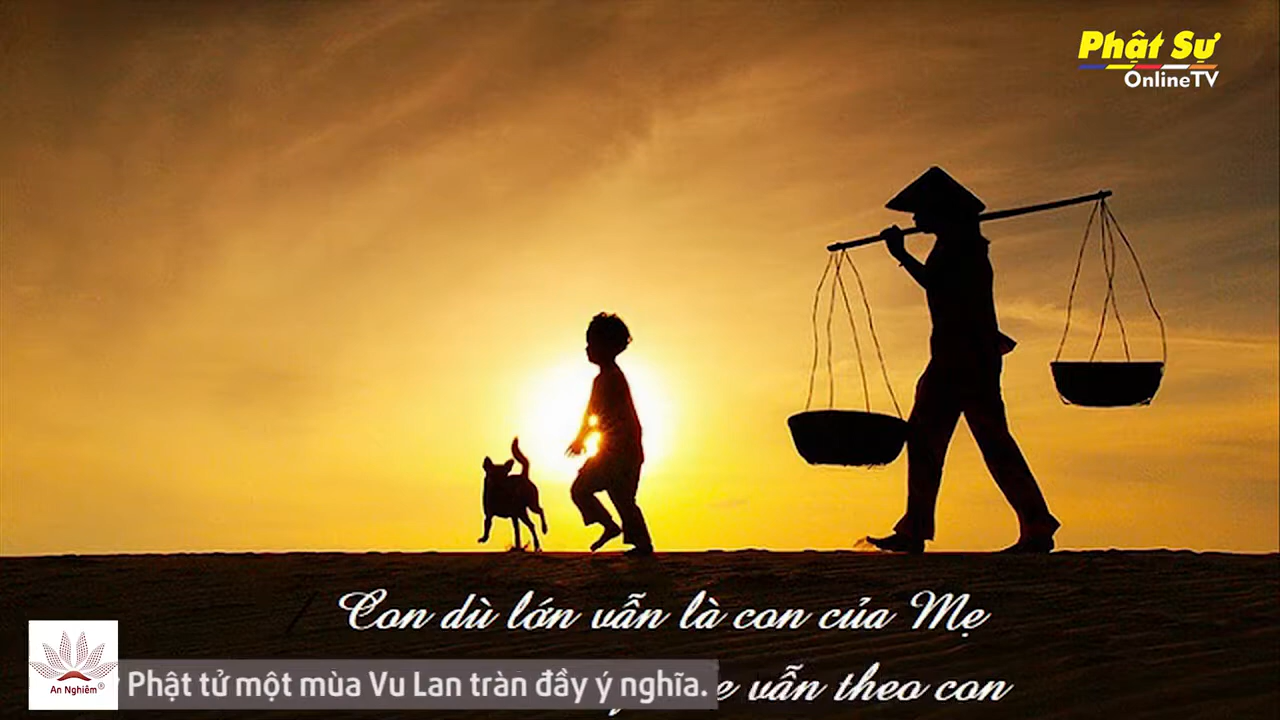 Phật Sự
OnlineTV
Con dù lớn vẫn là con của Mẹ
vẫn theo con
An Nghiêm®
Phật tử một mùa Vu Lan tràn đầy ý nghĩa.